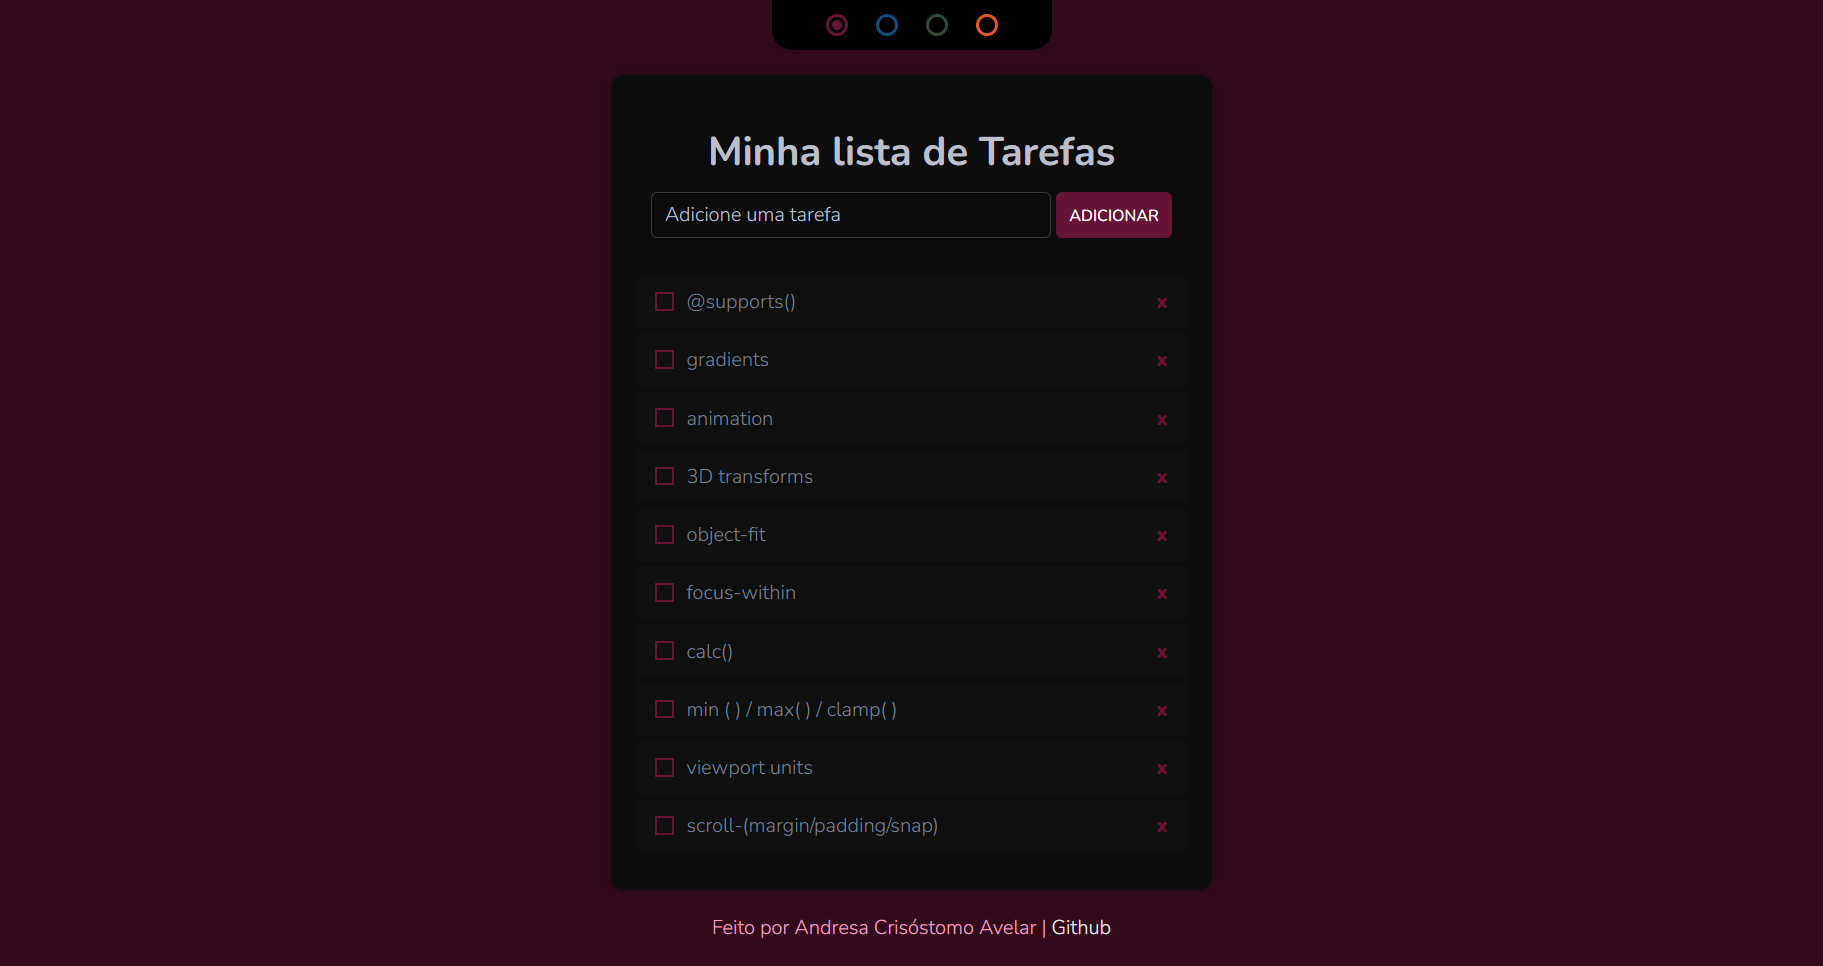 Minha lista de Tarefas
Adicione uma tarefa ADICIONAR
@supports() x
gradients x
animation x
3D transforms x
object-fit x
focus-within x
calc() x
min ( ) / max( ) / clamp( ) x
viewport units x
scroll-(margin/padding/snap) x
Feito por Andresa Crisóstomo Avelar | Github